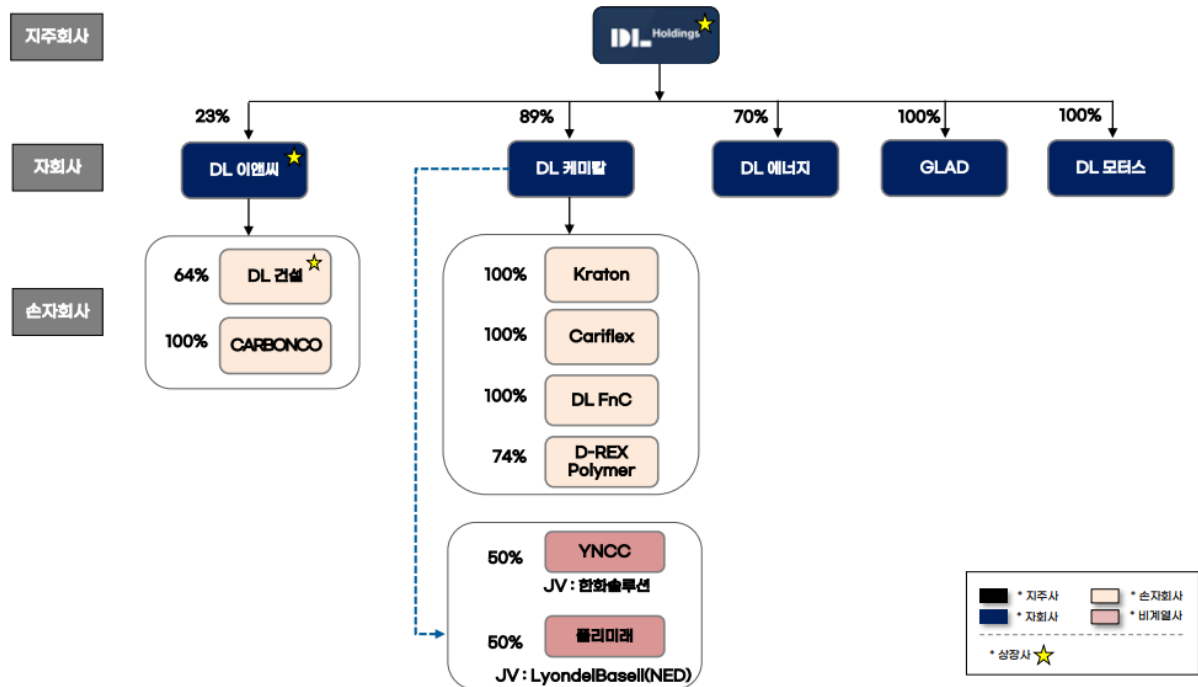 지주회사
DL Holdings
23%
89%
70%
100%
100%
자회사
DL 이앤씨
DL 케미칼
DL 에너지
GLAD
DL 모터스
손자회사
64%
DL 건설
100%
CARBONCO
100%
Kraton
100%
Cariflex
100%
DL FnC
74%
D-REX
Polymer
50%
YNCC
JV : 한화솔루션
50%
폴리미래
JV : LyondelBasell(NED)
* 지주사
* 손자회사
* 자회사
* 비계열사
* 상장사